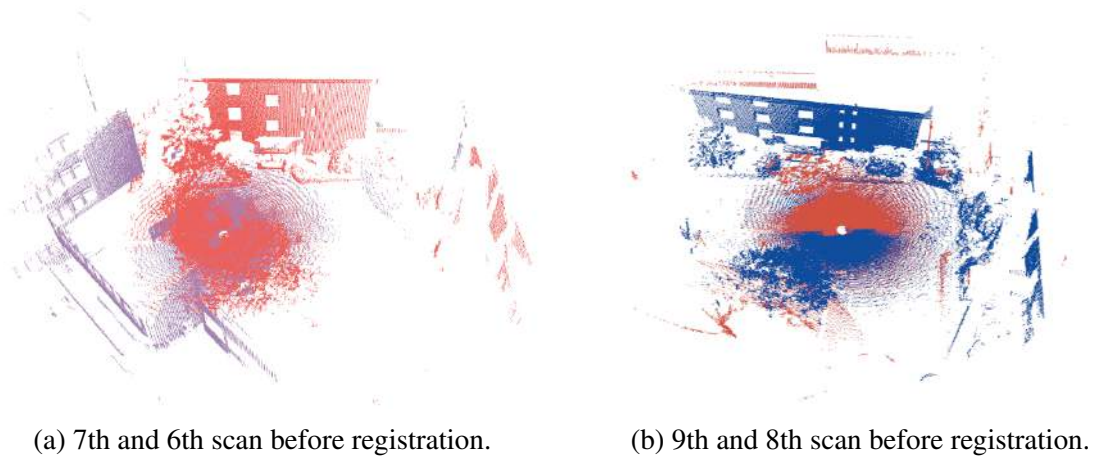 (a) 7th and 6th scan before registration.
(b) 9th and 8th scan before registration.